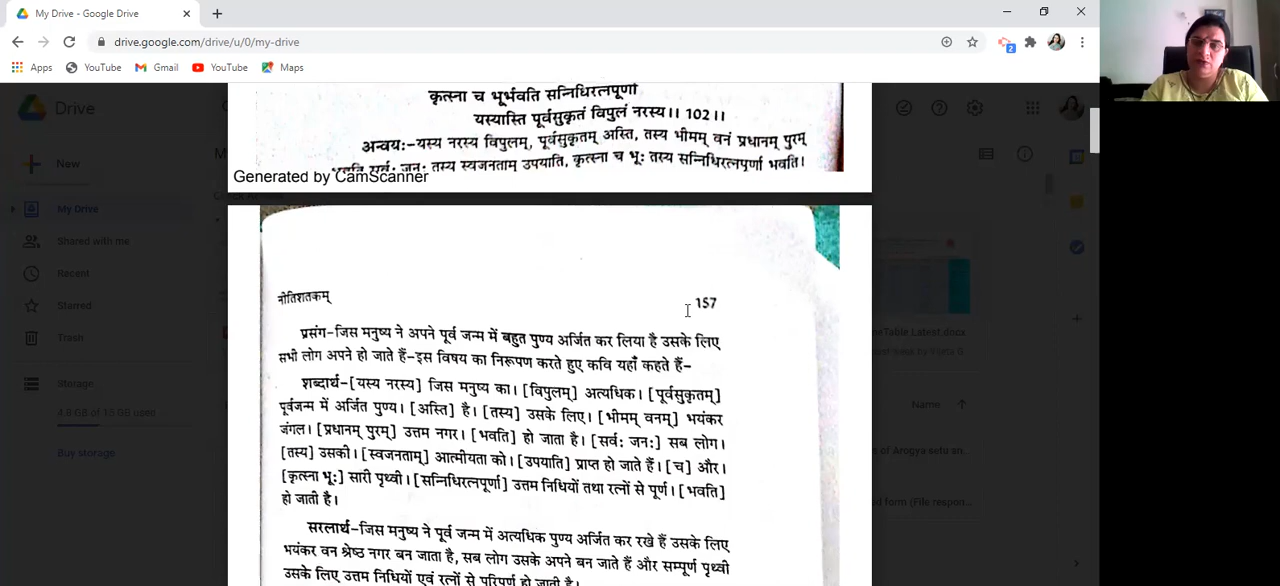 My Drive - Google Drive
drive.google.com/drive/u/0/my-drive
Apps YouTube Gmail YouTube Maps
2
Drive
New
My Drive
Shared with me
Recent
Starred
Trash
Storage
Buy storage
कृत्स्ना च भूर्भवति सन्निधिरत्नपूर्णा
यस्यास्ति पूर्वसुकृतं विपुलं नरस्य।। 102।।
अन्वयः-यस्य नरस्य विपुलम्, पूर्वसुकृतम् अस्ति, तस्य भीमम् वनं प्रधानम् पुरम्
सर्वः जनः तस्य स्वजनताम् उपयाति, कृत्स्ना च भूः तस्य सन्निधिरत्नपूर्णा भवति।
Generated by CamScanner
नीतिशतकम् 157
प्रसंग-जिस मनुष्य ने अपने पूर्व जन्म में बहुत पुण्य अर्जित कर लिया है उसके लिए
सभी लोग अपने हो जाते हैं-इस विषय का निरूपण करते हुए कवि यहाँ कहते हैं-
शब्दार्थ-[यस्य नरस्य] जिस मनुष्य का। [विपुलम्] अत्यधिक। [पूर्वसुकृतम्]
पूर्वजन्म में अर्जित पुण्य। [अस्ति] है। [तस्य] उसके लिए। [भीमम् वनम्] भयंकर
जंगल। [प्रधानम् पुरम्] उत्तम नगर। [भवति] हो जाता है। [सर्वः जनः] सब लोग।
[तस्य] उसकी। [स्वजनताम्] आत्मीयता को। [उपयाति] प्राप्त हो जाते हैं। [च] और।
[कृत्स्ना भूः] सारी पृथ्वी। [सन्निधिरत्नपूर्णा] उत्तम निधियों तथा रत्नों से पूर्ण। [भवति]
हो जाती है।
सरलार्थ-जिस मनुष्य ने पूर्व जन्म में अत्यधिक पुण्य अर्जित कर रखे हैं उसके लिए
भयंकर वन श्रेष्ठ नगर बन जाता है, सब लोग उसके अपने बन जाते हैं और सम्पूर्ण पृथ्वी
उसके लिए उत्तम निधियों एवं रत्नों से परिपूर्ण हो जाती है।
Name